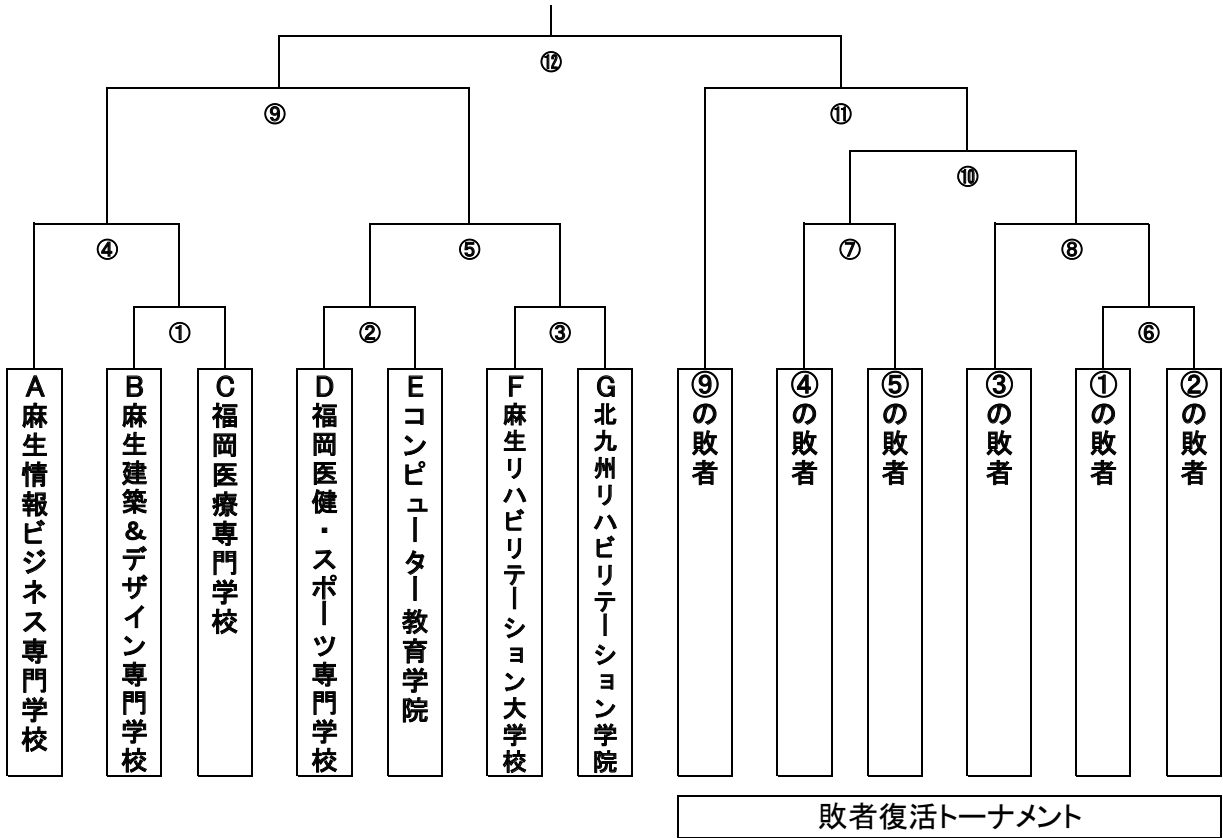 ⑫
⑨
⑪
⑩
④
⑤
⑦
⑧
①
②
③
⑥
A麻生情報ビジネス専門学校
B麻生建築&デザイン専門学校
C福岡医療専門学校
D福岡医健・スポーツ専門学校
Eコンピューター教育学院
F麻生リハビリテーション大学校
G北九州リハビリテーション学院
⑨の敗者
④の敗者
⑤の敗者
③の敗者
①の敗者
②の敗者
敗者復活トーナメント